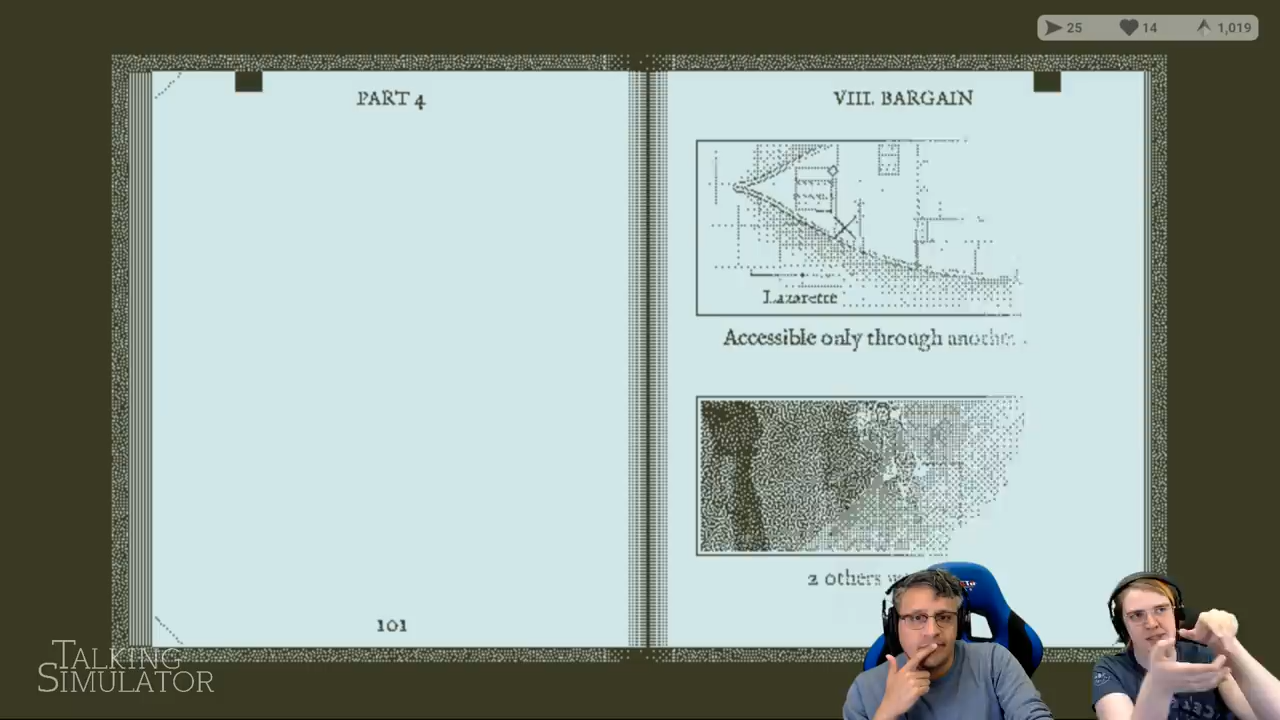 25 14 1,019
PART 4
VIII. BARGAIN
Lazarette
Accessible only through
2 others
101
TALKING
SIMULATOR